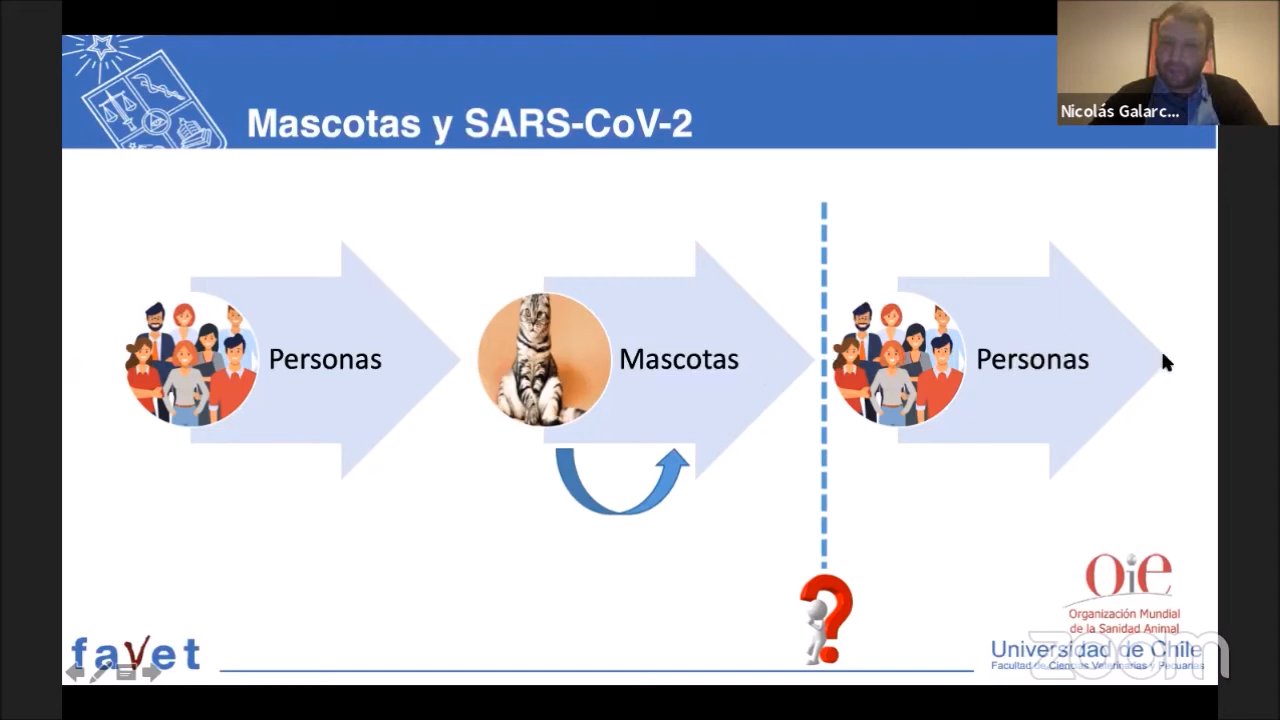 Mascotas y SARS-CoV-2
Nicolás Galarc...
Personas
Mascotas
Personas
?
oie
Organización Mundial
de la Sanidad Animal
favet
Universidad de Chile
Facultad de Ciencias Veterinarias y Pecuarias
zoom